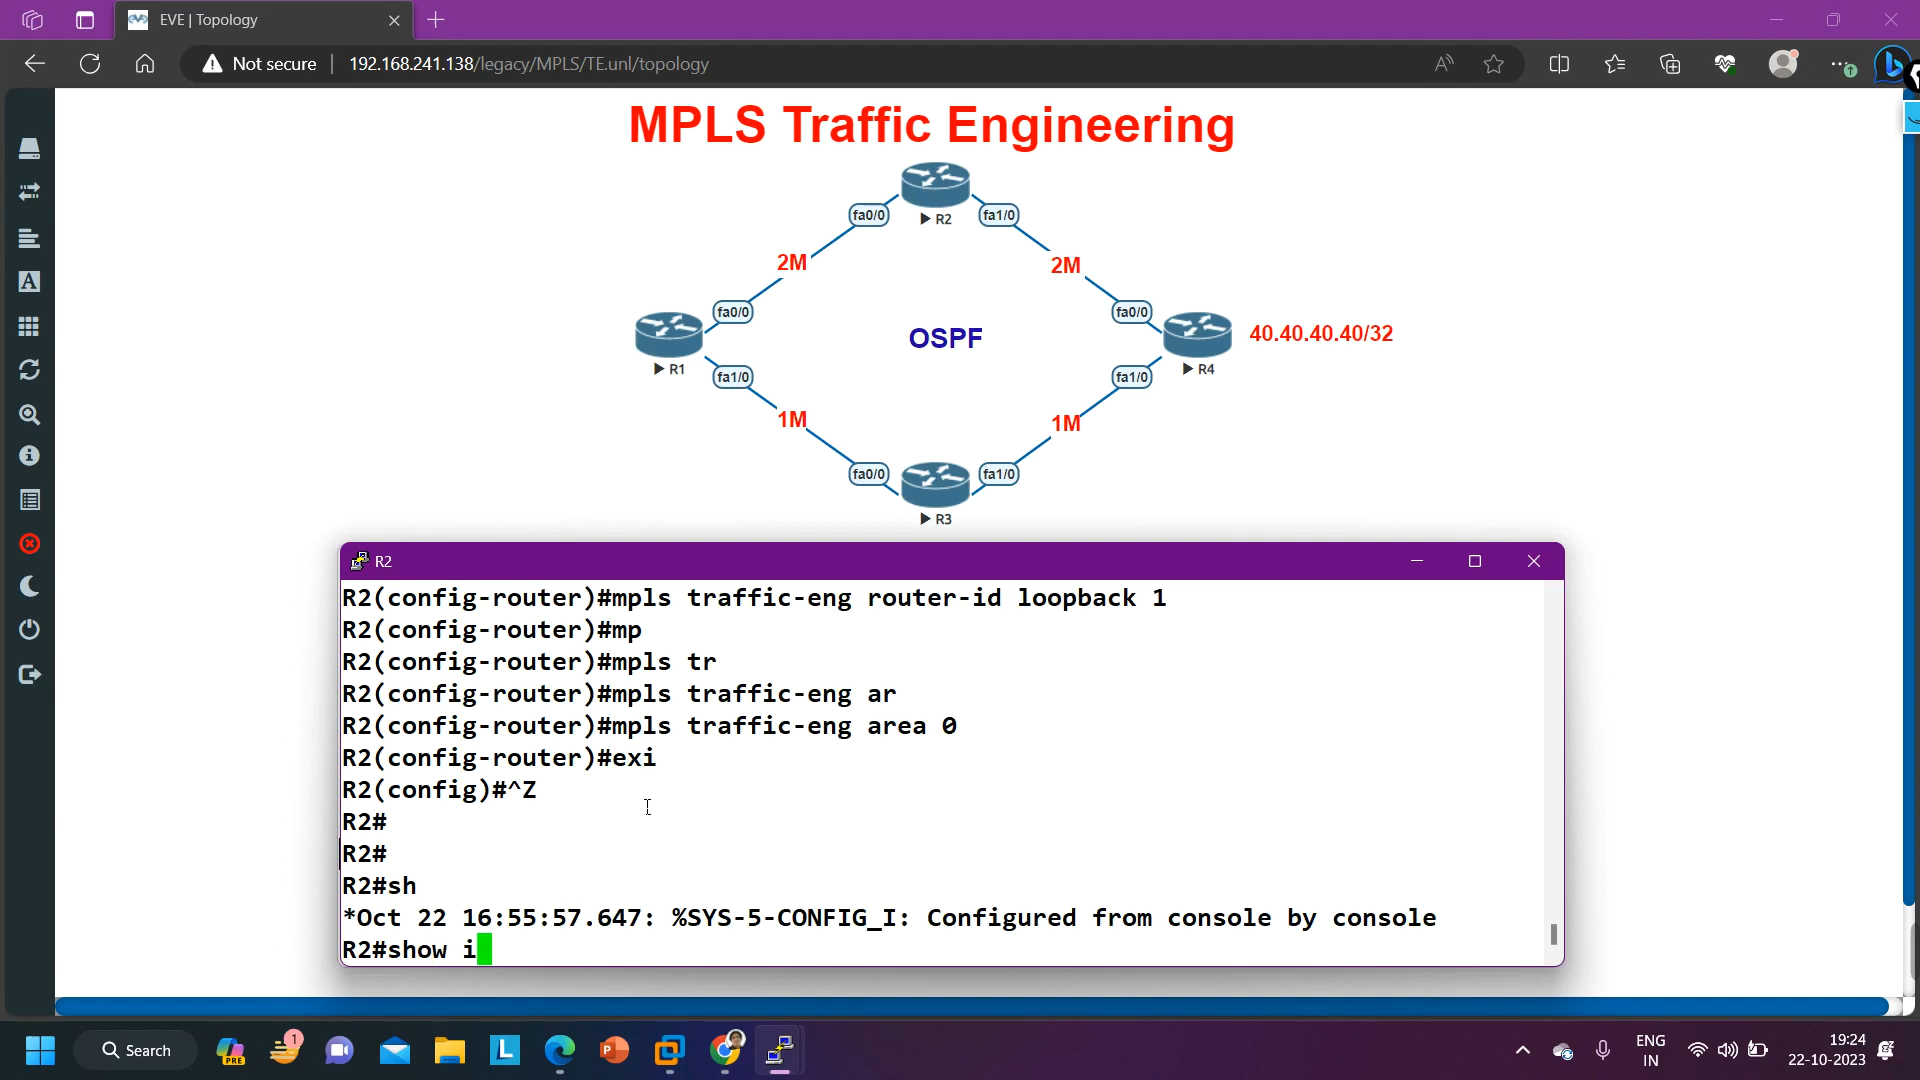 EVE | Topology
Not secure
192.168.241.138/legacy/MPLS/TE.unl/topology
MPLS Traffic Engineering
R2
fa0/0
fa1/0
2M
2M
fa0/0
fa0/0
R1
OSPF
R4
40.40.40.40/32
fa1/0
fa1/0
1M
1M
fa0/0
fa1/0
R3
R2
R2(config-router)#mpls traffic-eng router-id loopback 1
R2(config-router)#mp
R2(config-router)#mpls tr
R2(config-router)#mpls traffic-eng ar
R2(config-router)#mpls traffic-eng area 0
R2(config-router)#exi
R2(config)#^Z
R2#
R2#
R2#sh
*Oct 22 16:55:57.647: %SYS-5-CONFIG_I: Configured from console by console
R2#show i
Search
PRE
1
L
P
ENG
IN
19:24
22-10-2023